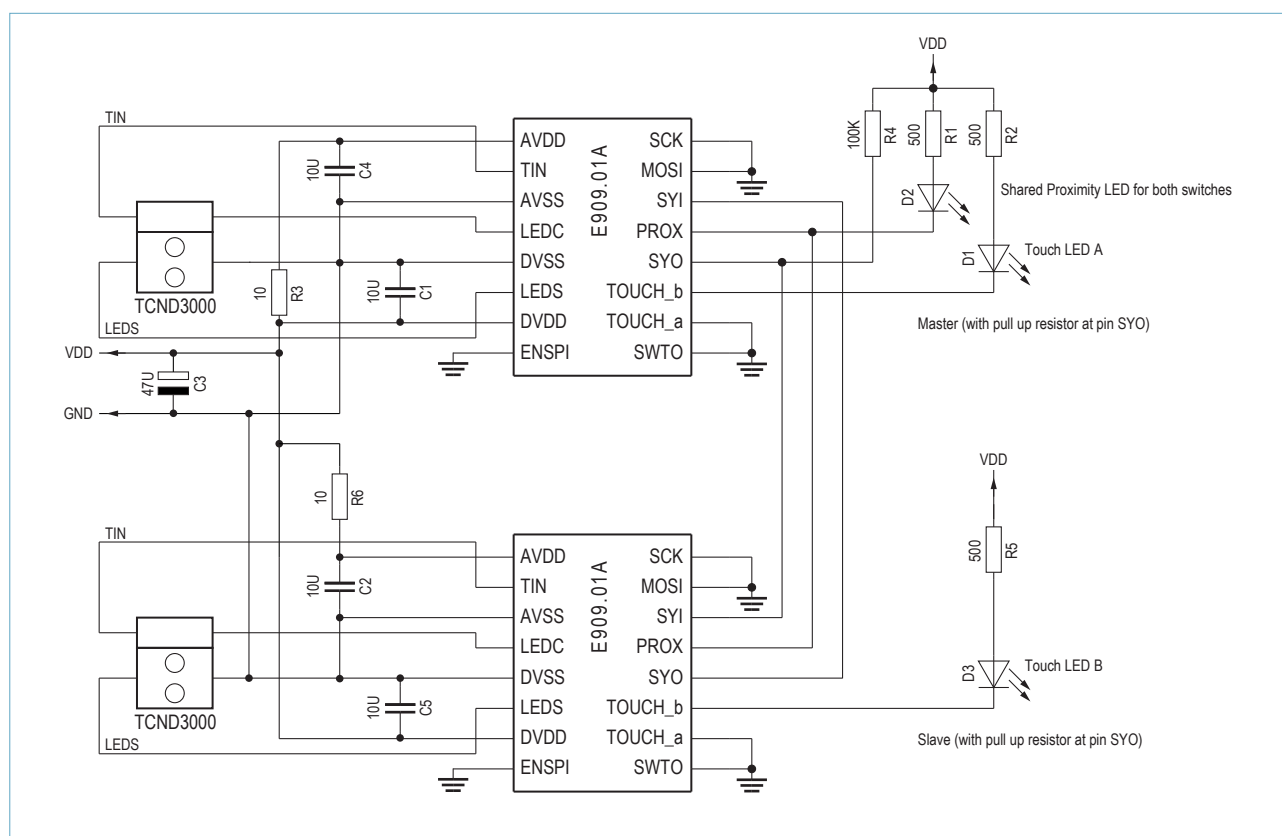 VDD
TIN
100K
R4
500
R1
500
R2
10U
C4
AVDD
TIN
AVSS
LEDC
DVSS
LEDS
DVDD
ENSPI
E909.01A
SCK
MOSI
SYI
PROX
SYO
TOUCH_b
TOUCH_a
SWTO
D2
Shared Proximity LED for both switches
D1
Touch LED A
TCND3000
10
R3
10U
C1
LEDS
Master (with pull up resistor at pin SYO)
VDD
47U
C3
GND
10
R6
VDD
500
R5
TIN
10U
C2
AVDD
TIN
AVSS
LEDC
DVSS
LEDS
DVDD
ENSPI
E909.01A
SCK
MOSI
SYI
PROX
SYO
TOUCH_b
TOUCH_a
SWTO
D3
Touch LED B
TCND3000
10U
C5
LEDS
Slave (with pull up resistor at pin SYO)